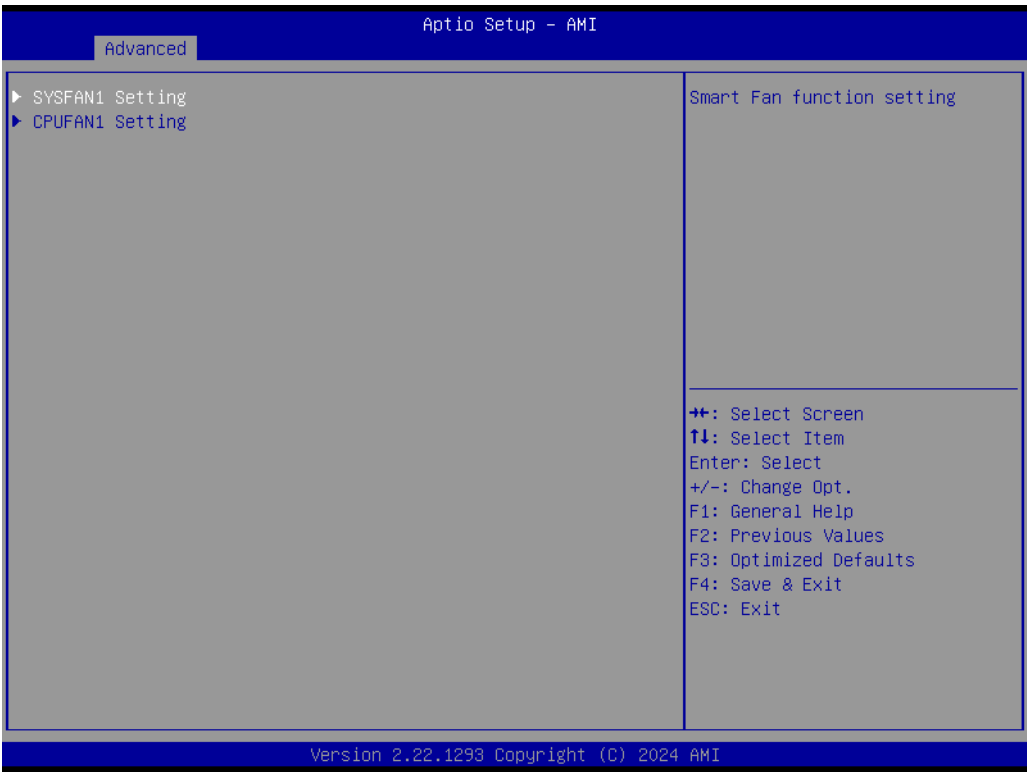 Aptio Setup – AMI
Advanced
SYSFAN1 Setting
CPUFAN1 Setting
Smart Fan function setting
→←: Select Screen
↑↓: Select Item
Enter: Select
+/-: Change Opt.
F1: General Help
F2: Previous Values
F3: Optimized Defaults
F4: Save & Exit
ESC: Exit
Version 2.22.1293 Copyright (C) 2024 AMI